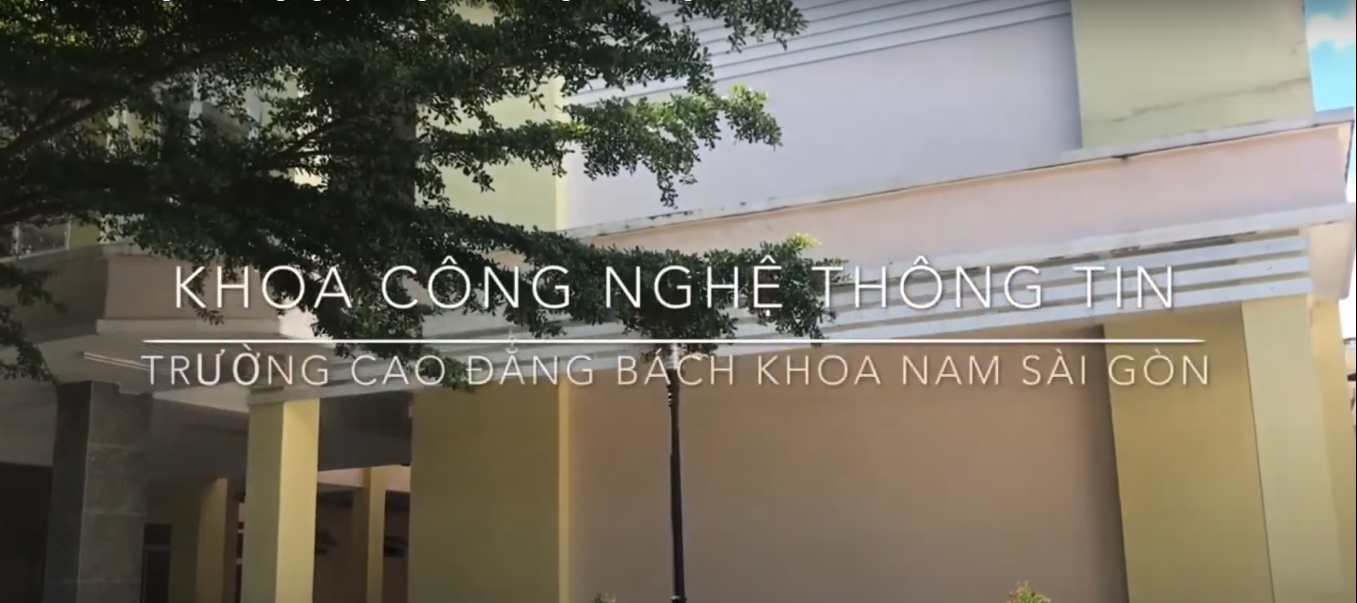 KHOA CÔNG NGHỆ THÔNG TIN
TRƯỜNG CAO ĐẲNG BÁCH KHOA NAM SÀI GÒN